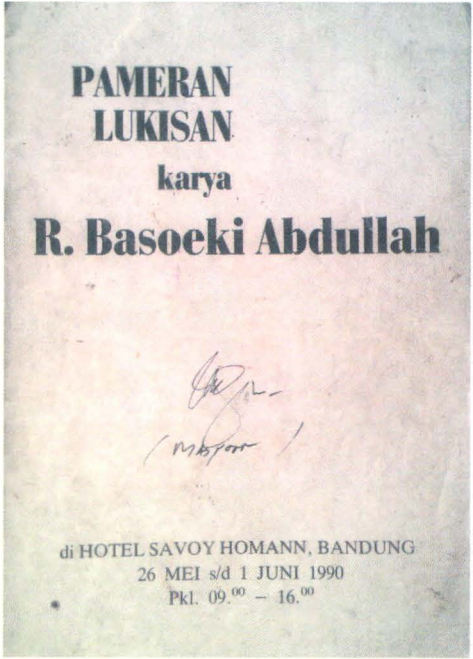 PAMERAN
LUKISAN
karya
R. Basoeki Abdullah
di HOTEL SAVOY HOMANN, BANDUNG
26 MEI s/d 1 JUNI 1990
Pkl. 09.⁰⁰ – 16.⁰⁰